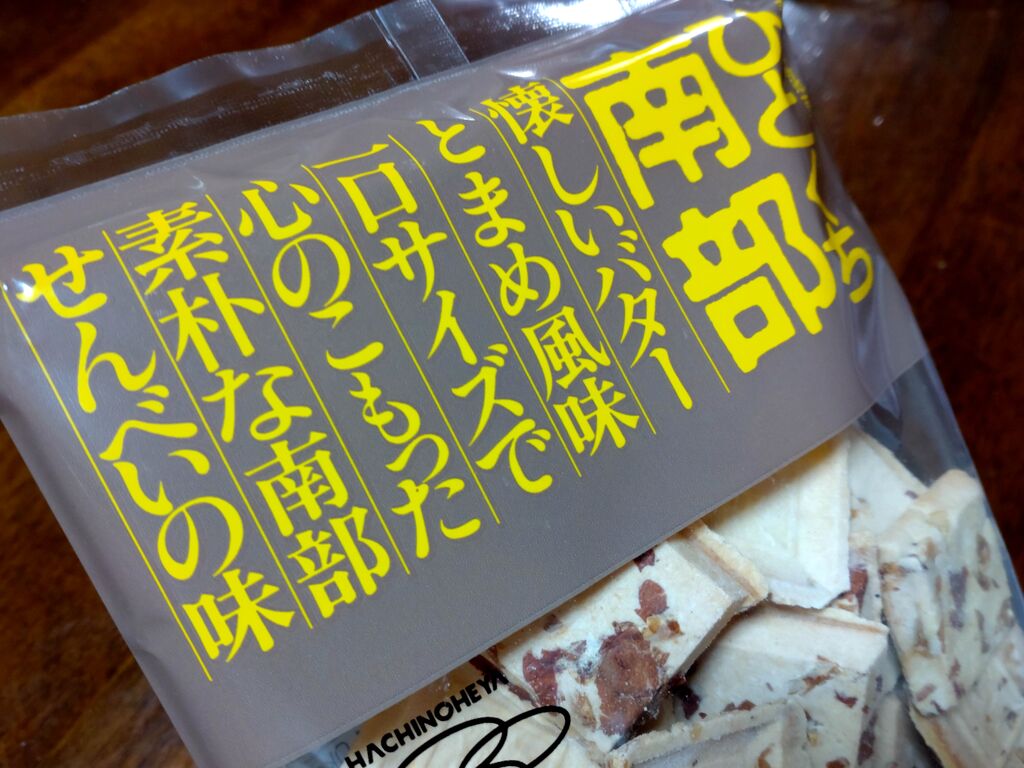 ひとくち
南部
懐しいバター
とまめ風味
一口サイズで
心のこもった
素朴な南部
せんべいの味
HACHINOHEYA